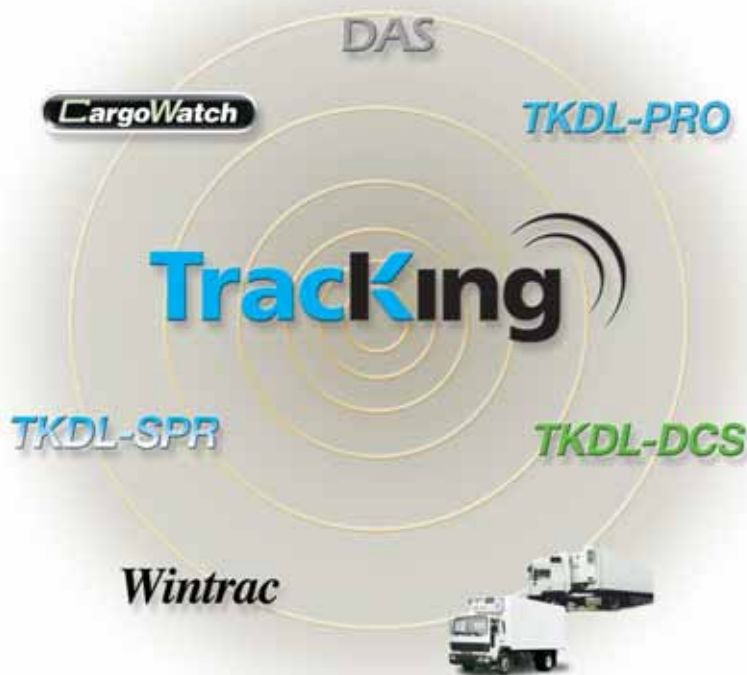 DAS
CargoWatch
TKDL-PRO
TracKing
TKDL-SPR
TKDL-DCS
Wintrac